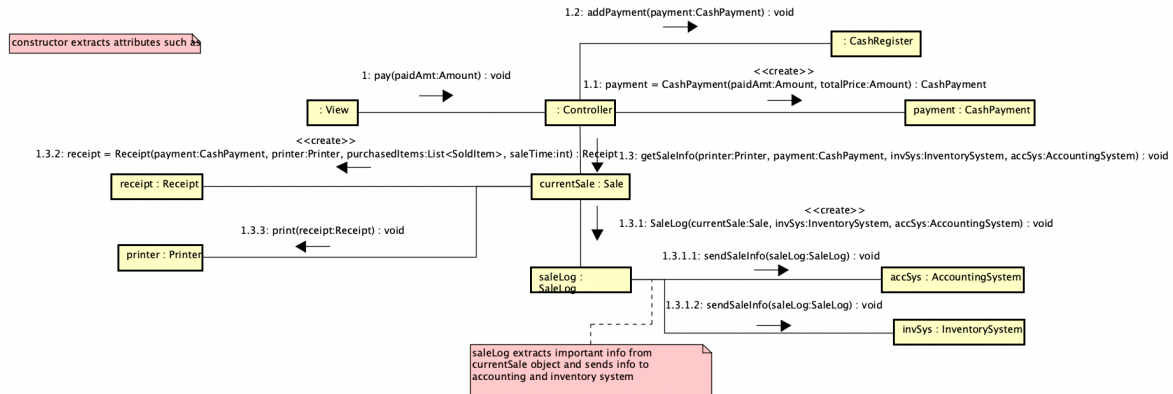 1.2: addPayment(payment:CashPayment) : void
constructor extracts attributes such as
: CashRegister
<<create>>
1: pay(paidAmt:Amount) : void
1.1: payment = CashPayment(paidAmt:Amount, totalPrice:Amount) : CashPayment
: View
: Controller
payment : CashPayment
<<create>>
1.3.2: receipt = Receipt(payment:CashPayment, printer:Printer, purchasedItems:List<SoldItem>, saleTime:int) : Receipt
1.3: getSaleInfo(printer:Printer, payment:CashPayment, invSys:InventorySystem, accSys:AccountingSystem) : void
receipt : Receipt
currentSale : Sale
<<create>>
1.3.1: SaleLog(currentSale:Sale, invSys:InventorySystem, accSys:AccountingSystem) : void
1.3.3: print(receipt:Receipt) : void
printer : Printer
1.3.1.1: sendSaleInfo(saleLog:SaleLog) : void
saleLog :
SaleLog
accSys : AccountingSystem
1.3.1.2: sendSaleInfo(saleLog:SaleLog) : void
invSys : InventorySystem
saleLog extracts important info from
currentSale object and sends info to
accounting and inventory system